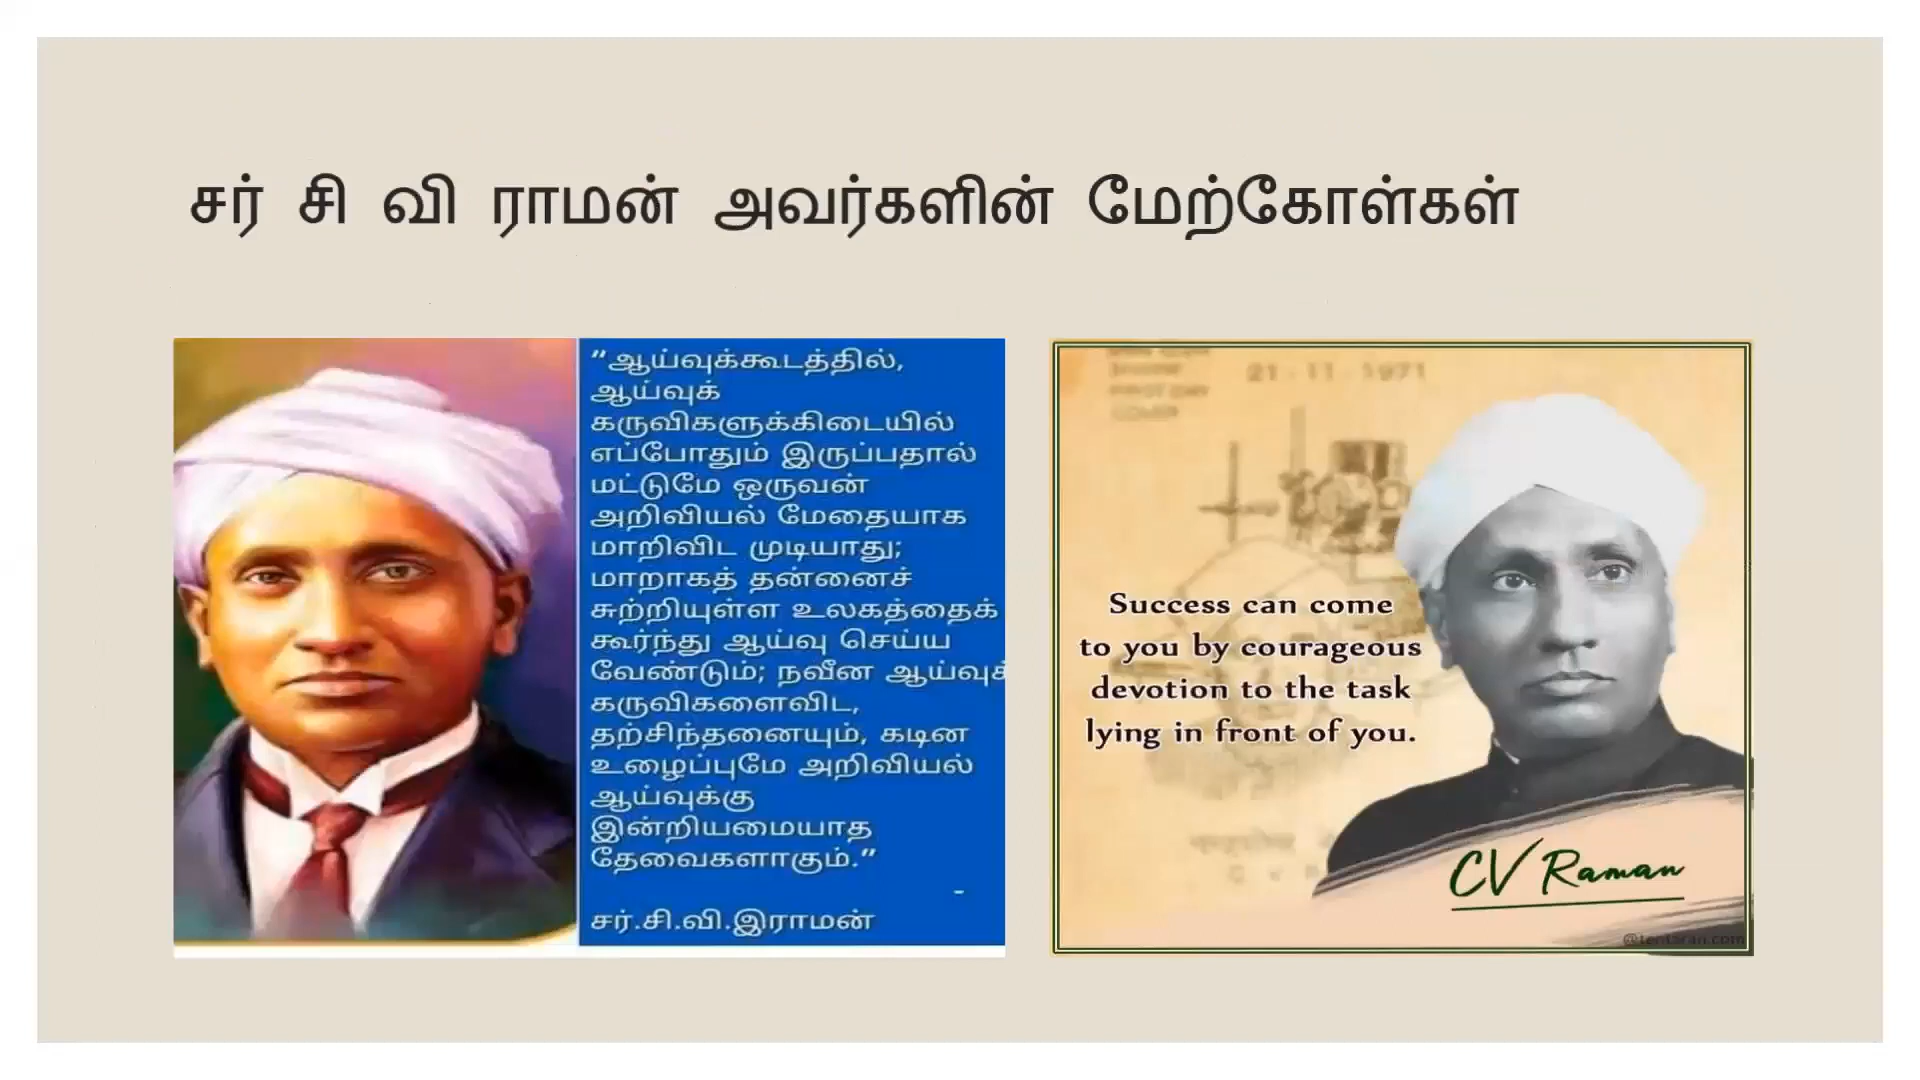 சர் சி வி ராமன் அவர்களின் மேற்கோள்கள்
"ஆய்வுக்கூடத்தில்,
ஆய்வுக்
கருவிகளுக்கிடையில்
எப்போதும் இருப்பதால்
மட்டுமே ஒருவன்
அறிவியல் மேதையாக
மாறிவிட முடியாது;
மாறாகத் தன்னைச்
சுற்றியுள்ள உலகத்தைக்
கூர்ந்து ஆய்வு செய்ய
வேண்டும்; நவீன ஆய்வுக்
கருவிகளைவிட,
தற்சிந்தனையும், கடின
உழைப்புமே அறிவியல்
ஆய்வுக்கு
இன்றியமையாத
தேவைகளாகும்."
-
சர்.சி.வி.இராமன்
21-11-1971
Success can come
to you by courageous
devotion to the task
lying in front of you.
CV Raman
@tentaran.com